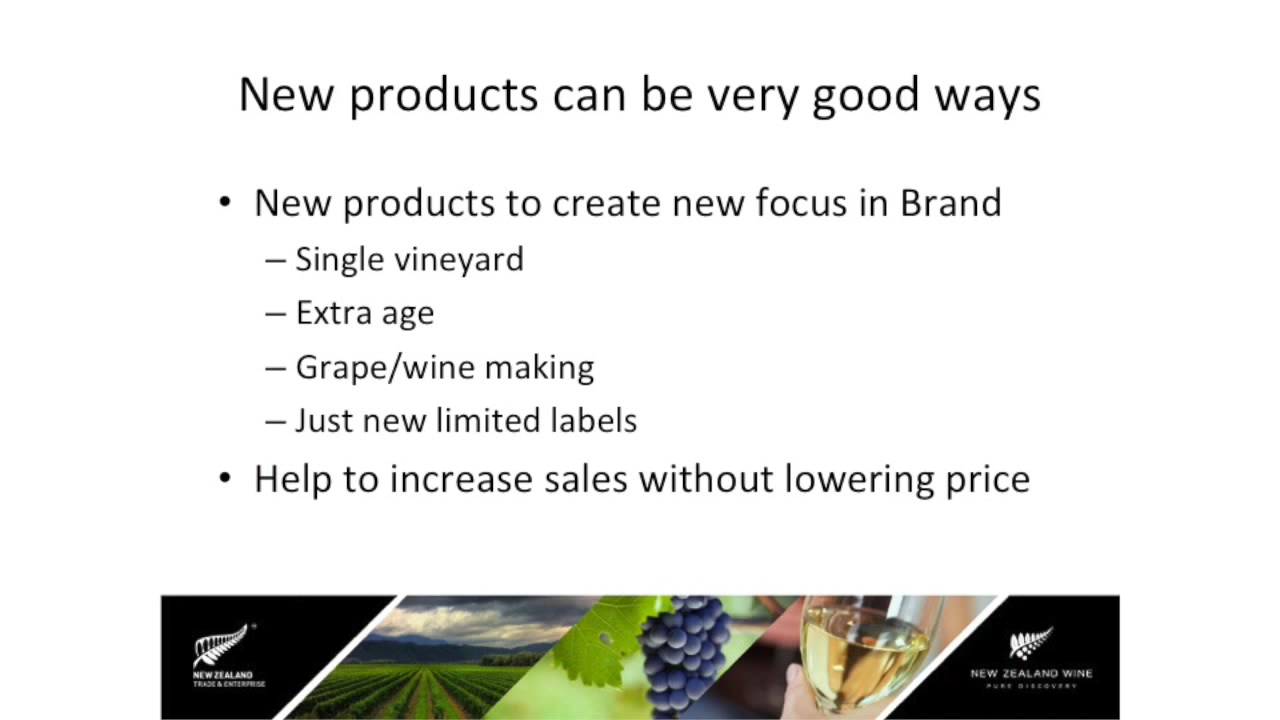 New products can be very good ways
• New products to create new focus in Brand
– Single vineyard
– Extra age
– Grape/wine making
– Just new limited labels
• Help to increase sales without lowering price
NEW ZEALAND
TRADE & ENTERPRISE
NEW ZEALAND WINE
PURE DISCOVERY